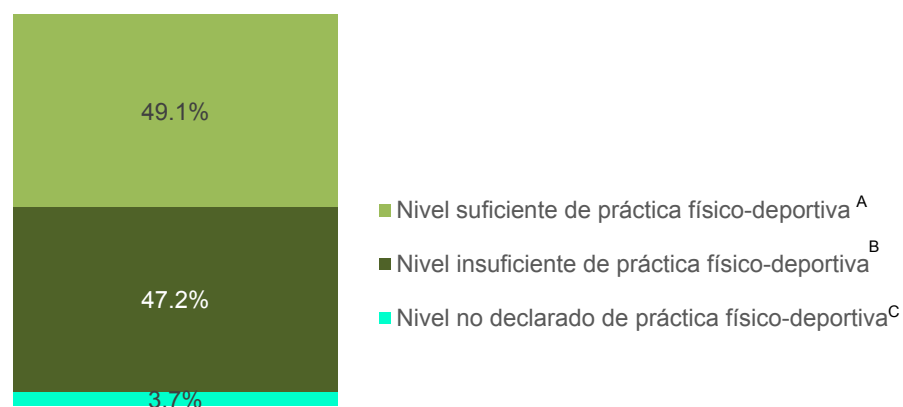 49.1%
Nivel suficiente de práctica físico-deportiva A
Nivel insuficiente de práctica físico-deportiva B
47.2%
Nivel no declarado de práctica físico-deportiva C
3.7%